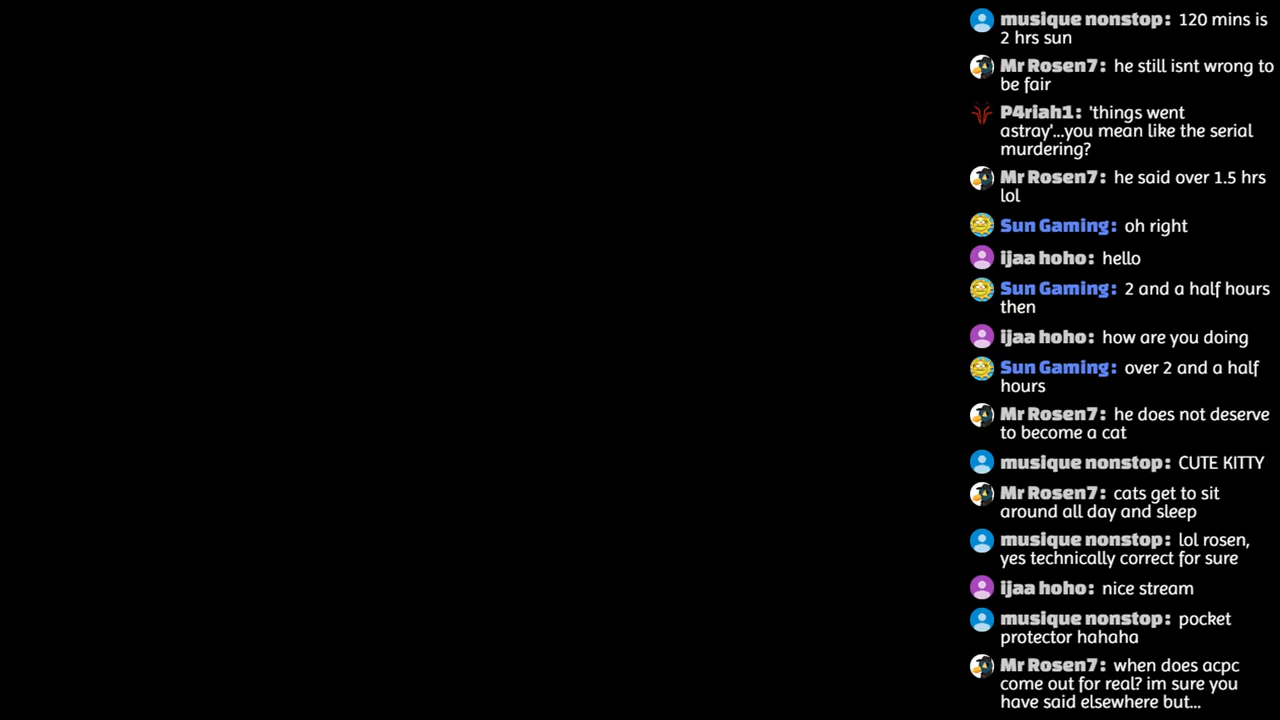 musique nonstop: 120 mins is
2 hrs sun
Mr Rosen7: he still isnt wrong to
be fair
P4riah1: 'things went
astray'...you mean like the serial
murdering?
Mr Rosen7: he said over 1.5 hrs
lol
Sun Gaming: oh right
ijaa hoho: hello
Sun Gaming: 2 and a half hours
then
ijaa hoho: how are you doing
Sun Gaming: over 2 and a half
hours
Mr Rosen7: he does not deserve
to become a cat
musique nonstop: CUTE KITTY
Mr Rosen7: cats get to sit
around all day and sleep
musique nonstop: lol rosen,
yes technically correct for sure
ijaa hoho: nice stream
musique nonstop: pocket
protector hahaha
Mr Rosen7: when does acpc
come out for real? im sure you
have said elsewhere but...